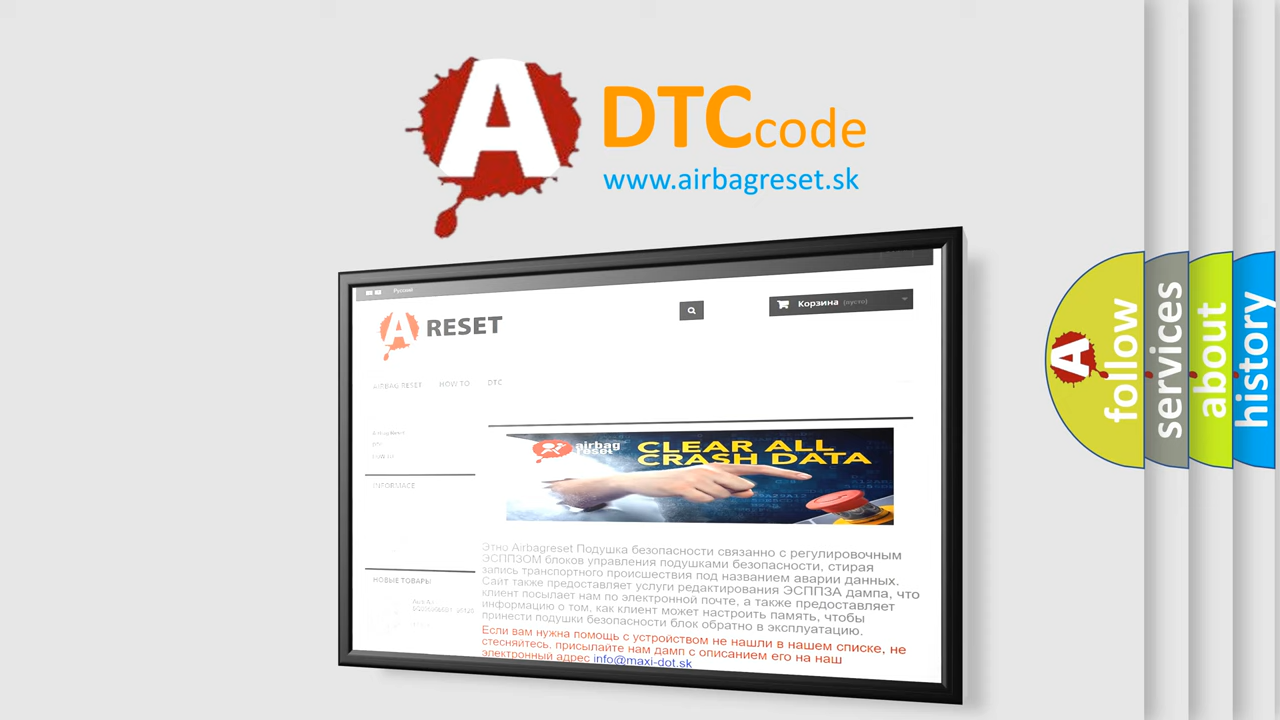 A DTCcode
www.airbagreset.sk
Русский
A RESET
Корзина (пусто)
AIRBAG RESET HOW TO DTC
INFORMACE
airbag
reset
CLEAR ALL
CRASH DATA
Этно Airbagreset Подушка безопасности связанно с регулировочным
ЭСППЗОМ блоков управления подушками безопасности, стирая
запись транспортного происшествия под названием аварии данных.
Сайт также предоставляет услуги редактирования ЭСППЗА дампа, что
клиент посылает нам по электронной почте, а также предоставляет
информацию о том, как клиент может настроить память, чтобы
принести подушки безопасности блок обратно в эксплуатацию.
Если вам нужна помощь с устройством не нашли в нашем списке, не
стесняйтесь, присылайте нам дамп с описанием его на наш
электронный адрес info@maxi-dot.sk
НОВЫЕ ТОВАРЫ
A follow
services
about
history